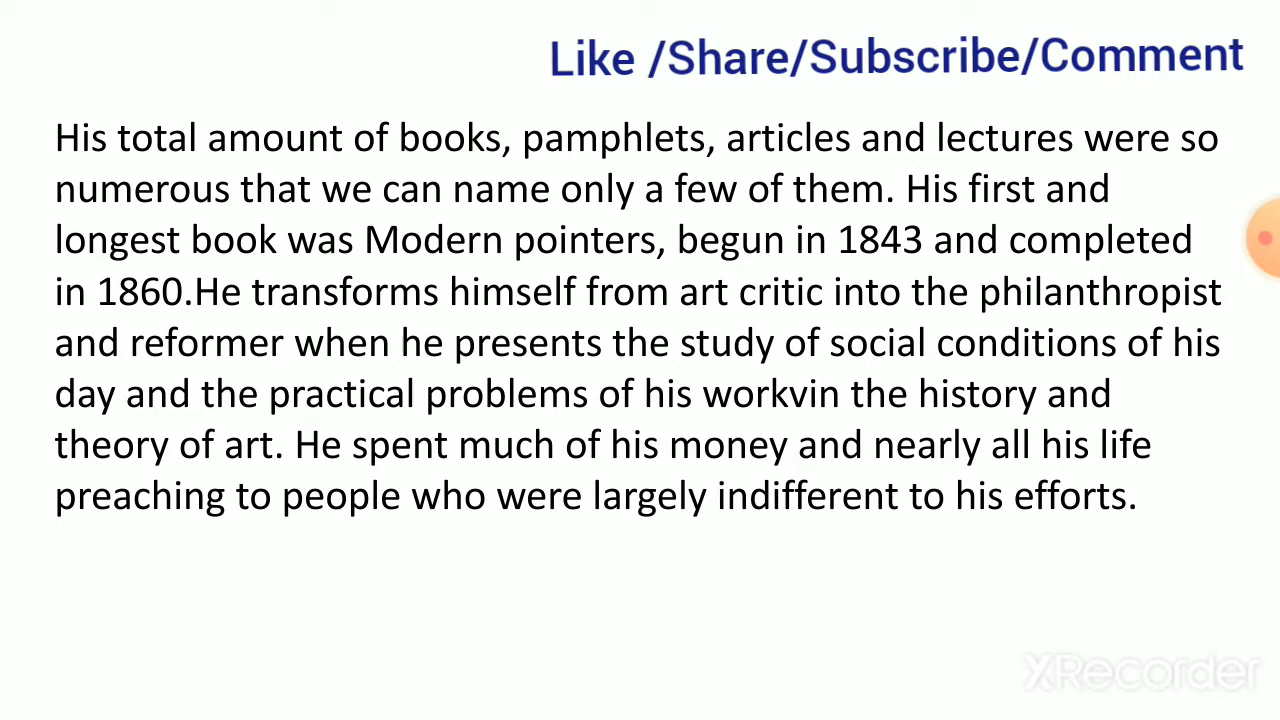 Like /Share/Subscribe/Comment
His total amount of books, pamphlets, articles and lectures were so
numerous that we can name only a few of them. His first and
longest book was Modern pointers, begun in 1843 and completed
in 1860.He transforms himself from art critic into the philanthropist
and reformer when he presents the study of social conditions of his
day and the practical problems of his workvin the history and
theory of art. He spent much of his money and nearly all his life
preaching to people who were largely indifferent to his efforts.
XRecorder